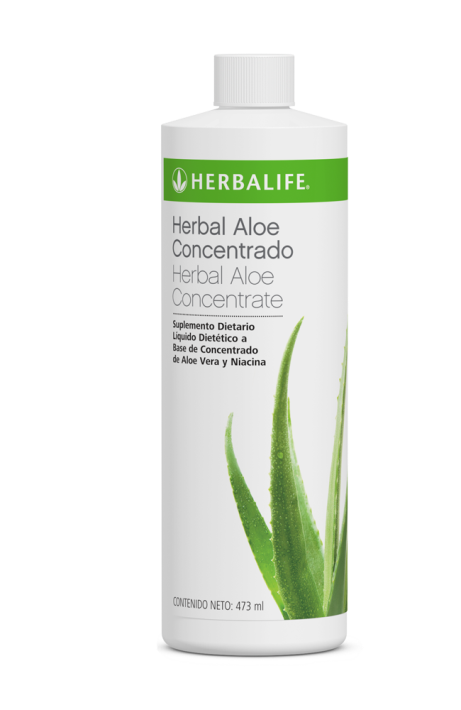 HERBALIFE®
Herbal Aloe
Concentrado
Herbal Aloe
Concentrate
Suplemento Dietario
Líquido Dietético a
Base de Concentrado
de Aloe Vera y Niacina
CONTENIDO NETO: 473 ml